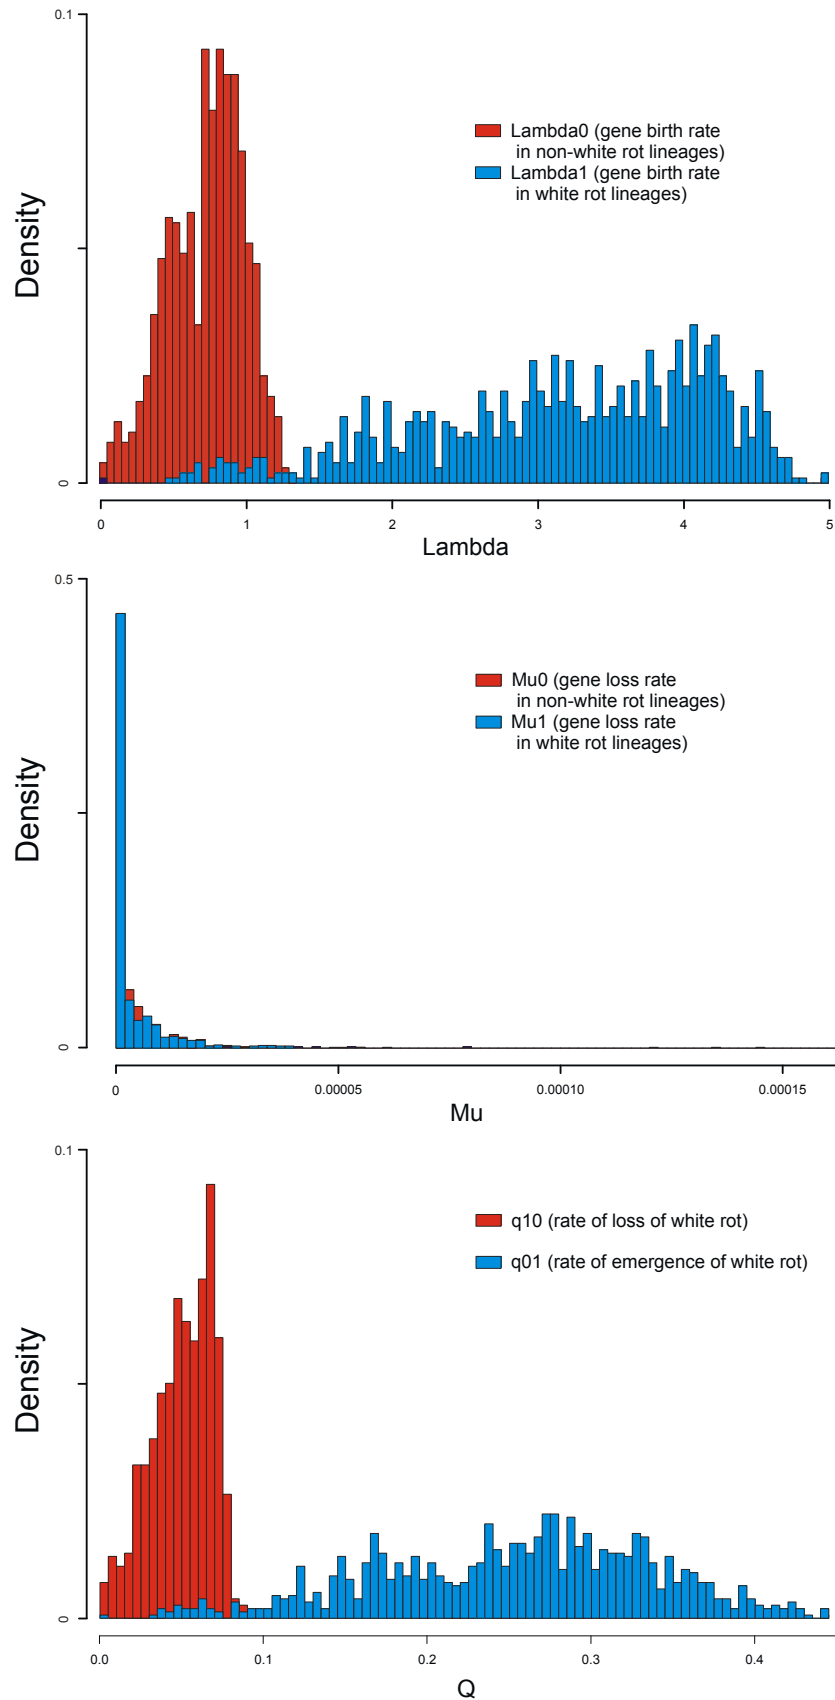 0.1
Lambda0 (gene birth rate
in non-white rot lineages)
Lambda1 (gene birth rate
in white rot lineages)
Density
0
0 1 2 3 4 5
Lambda
0.5
Mu0 (gene loss rate
in non-white rot lineages)
Mu1 (gene loss rate
in white rot lineages)
Density
0
0 0.00005 0.00010 0.00015
Mu
0.1
q10 (rate of loss of white rot)
q01 (rate of emergence of white rot)
Density
0
0.0 0.1 0.2 0.3 0.4
Q